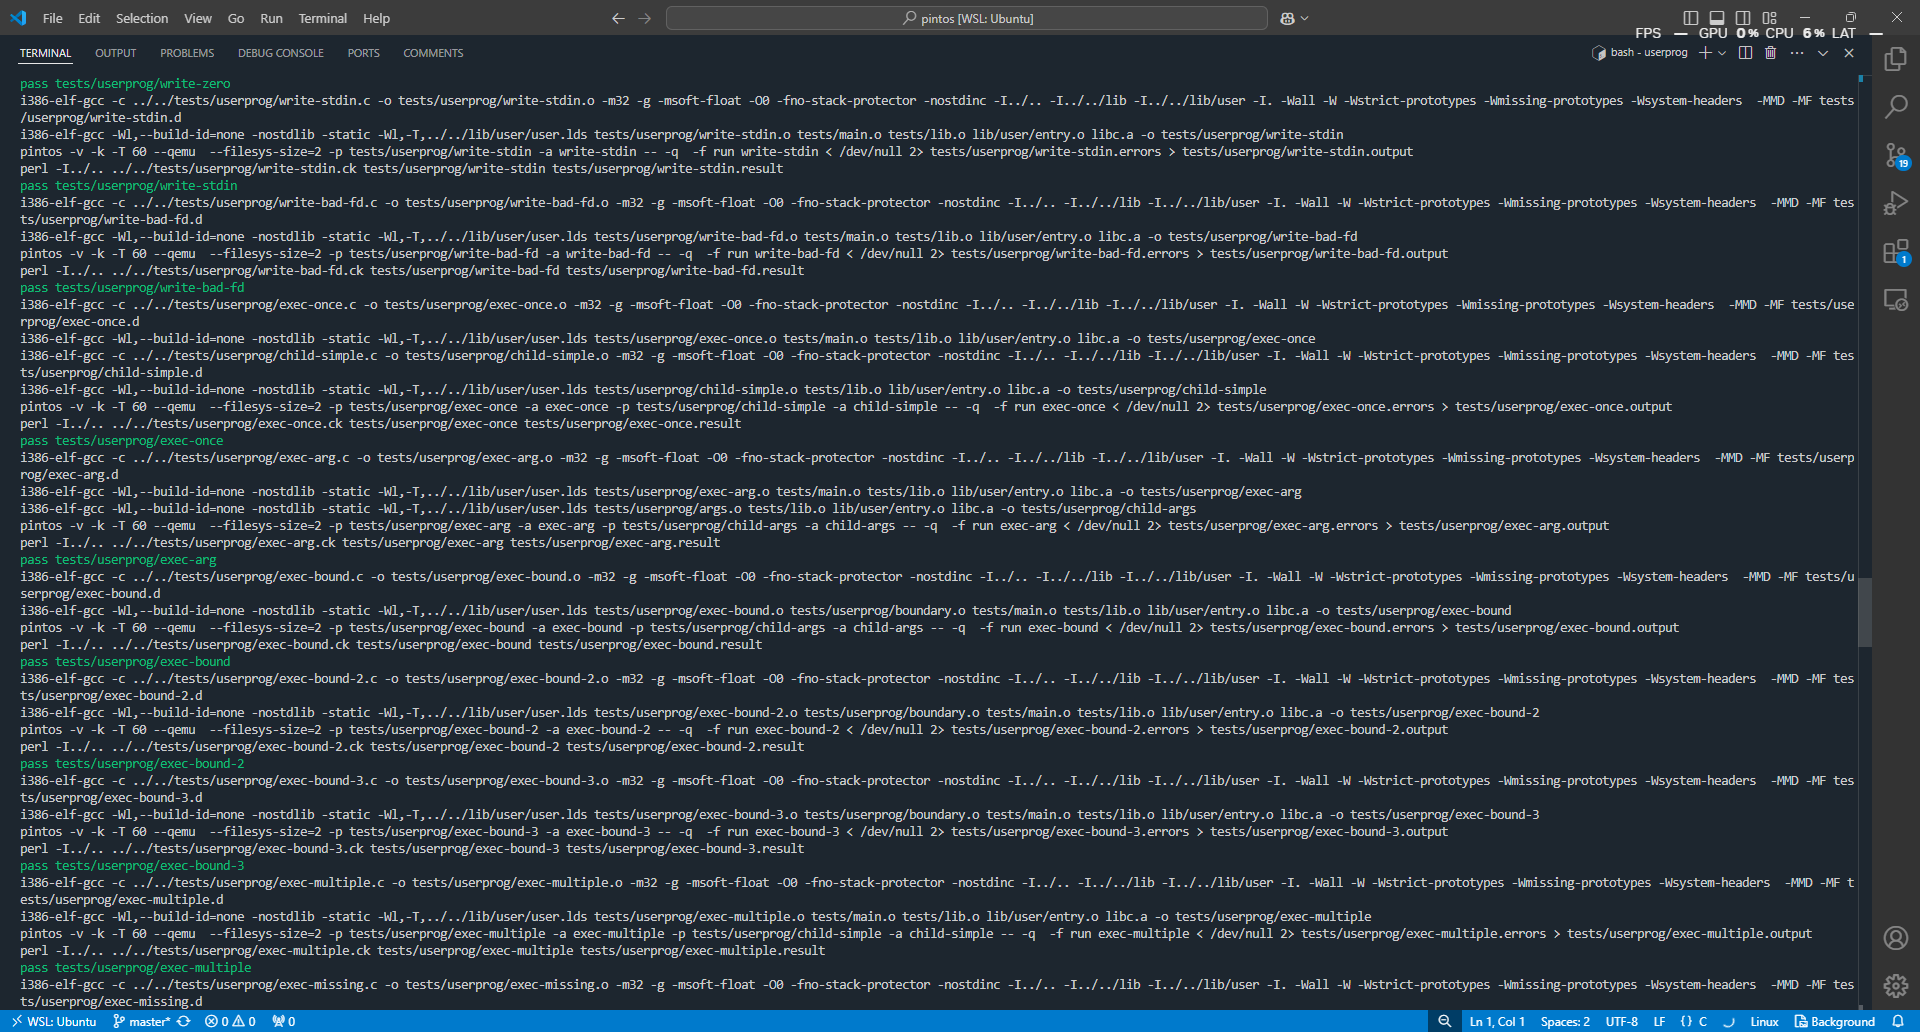 File Edit Selection View Go Run Terminal Help
pintos [WSL: Ubuntu]
FPS — GPU 0% CPU 6% LAT —
TERMINAL OUTPUT PROBLEMS DEBUG CONSOLE PORTS COMMENTS
bash - userprog
pass tests/userprog/write-zero
i386-elf-gcc -c ../../tests/userprog/write-stdin.c -o tests/userprog/write-stdin.o -m32 -g -msoft-float -O0 -fno-stack-protector -nostdinc -I../.. -I../../lib -I../../lib/user -I. -Wall -W -Wstrict-prototypes -Wmissing-prototypes -Wsystem-headers  -MMD -MF tests
/userprog/write-stdin.d
i386-elf-gcc -Wl,--build-id=none -nostdlib -static -Wl,-T,../../lib/user/user.lds tests/userprog/write-stdin.o tests/main.o tests/lib.o lib/user/entry.o libc.a -o tests/userprog/write-stdin
pintos -v -k -T 60 --qemu  --filesys-size=2 -p tests/userprog/write-stdin -a write-stdin -- -q  -f run write-stdin < /dev/null 2> tests/userprog/write-stdin.errors > tests/userprog/write-stdin.output
perl -I../.. ../../tests/userprog/write-stdin.ck tests/userprog/write-stdin tests/userprog/write-stdin.result
pass tests/userprog/write-stdin
i386-elf-gcc -c ../../tests/userprog/write-bad-fd.c -o tests/userprog/write-bad-fd.o -m32 -g -msoft-float -O0 -fno-stack-protector -nostdinc -I../.. -I../../lib -I../../lib/user -I. -Wall -W -Wstrict-prototypes -Wmissing-prototypes -Wsystem-headers  -MMD -MF tes
ts/userprog/write-bad-fd.d
i386-elf-gcc -Wl,--build-id=none -nostdlib -static -Wl,-T,../../lib/user/user.lds tests/userprog/write-bad-fd.o tests/main.o tests/lib.o lib/user/entry.o libc.a -o tests/userprog/write-bad-fd
pintos -v -k -T 60 --qemu  --filesys-size=2 -p tests/userprog/write-bad-fd -a write-bad-fd -- -q  -f run write-bad-fd < /dev/null 2> tests/userprog/write-bad-fd.errors > tests/userprog/write-bad-fd.output
perl -I../.. ../../tests/userprog/write-bad-fd.ck tests/userprog/write-bad-fd tests/userprog/write-bad-fd.result
pass tests/userprog/write-bad-fd
i386-elf-gcc -c ../../tests/userprog/exec-once.c -o tests/userprog/exec-once.o -m32 -g -msoft-float -O0 -fno-stack-protector -nostdinc -I../.. -I../../lib -I../../lib/user -I. -Wall -W -Wstrict-prototypes -Wmissing-prototypes -Wsystem-headers  -MMD -MF tests/use
rprog/exec-once.d
i386-elf-gcc -Wl,--build-id=none -nostdlib -static -Wl,-T,../../lib/user/user.lds tests/userprog/exec-once.o tests/main.o tests/lib.o lib/user/entry.o libc.a -o tests/userprog/exec-once
i386-elf-gcc -c ../../tests/userprog/child-simple.c -o tests/userprog/child-simple.o -m32 -g -msoft-float -O0 -fno-stack-protector -nostdinc -I../.. -I../../lib -I../../lib/user -I. -Wall -W -Wstrict-prototypes -Wmissing-prototypes -Wsystem-headers  -MMD -MF tes
ts/userprog/child-simple.d
i386-elf-gcc -Wl,--build-id=none -nostdlib -static -Wl,-T,../../lib/user/user.lds tests/userprog/child-simple.o tests/lib.o lib/user/entry.o libc.a -o tests/userprog/child-simple
pintos -v -k -T 60 --qemu  --filesys-size=2 -p tests/userprog/exec-once -a exec-once -p tests/userprog/child-simple -a child-simple -- -q  -f run exec-once < /dev/null 2> tests/userprog/exec-once.errors > tests/userprog/exec-once.output
perl -I../.. ../../tests/userprog/exec-once.ck tests/userprog/exec-once tests/userprog/exec-once.result
pass tests/userprog/exec-once
i386-elf-gcc -c ../../tests/userprog/exec-arg.c -o tests/userprog/exec-arg.o -m32 -g -msoft-float -O0 -fno-stack-protector -nostdinc -I../.. -I../../lib -I../../lib/user -I. -Wall -W -Wstrict-prototypes -Wmissing-prototypes -Wsystem-headers  -MMD -MF tests/userp
rog/exec-arg.d
i386-elf-gcc -Wl,--build-id=none -nostdlib -static -Wl,-T,../../lib/user/user.lds tests/userprog/exec-arg.o tests/main.o tests/lib.o lib/user/entry.o libc.a -o tests/userprog/exec-arg
i386-elf-gcc -Wl,--build-id=none -nostdlib -static -Wl,-T,../../lib/user/user.lds tests/userprog/args.o tests/lib.o lib/user/entry.o libc.a -o tests/userprog/child-args
pintos -v -k -T 60 --qemu  --filesys-size=2 -p tests/userprog/exec-arg -a exec-arg -p tests/userprog/child-args -a child-args -- -q  -f run exec-arg < /dev/null 2> tests/userprog/exec-arg.errors > tests/userprog/exec-arg.output
perl -I../.. ../../tests/userprog/exec-arg.ck tests/userprog/exec-arg tests/userprog/exec-arg.result
pass tests/userprog/exec-arg
i386-elf-gcc -c ../../tests/userprog/exec-bound.c -o tests/userprog/exec-bound.o -m32 -g -msoft-float -O0 -fno-stack-protector -nostdinc -I../.. -I../../lib -I../../lib/user -I. -Wall -W -Wstrict-prototypes -Wmissing-prototypes -Wsystem-headers  -MMD -MF tests/u
serprog/exec-bound.d
i386-elf-gcc -Wl,--build-id=none -nostdlib -static -Wl,-T,../../lib/user/user.lds tests/userprog/exec-bound.o tests/userprog/boundary.o tests/main.o tests/lib.o lib/user/entry.o libc.a -o tests/userprog/exec-bound
pintos -v -k -T 60 --qemu  --filesys-size=2 -p tests/userprog/exec-bound -a exec-bound -p tests/userprog/child-args -a child-args -- -q  -f run exec-bound < /dev/null 2> tests/userprog/exec-bound.errors > tests/userprog/exec-bound.output
perl -I../.. ../../tests/userprog/exec-bound.ck tests/userprog/exec-bound tests/userprog/exec-bound.result
pass tests/userprog/exec-bound
i386-elf-gcc -c ../../tests/userprog/exec-bound-2.c -o tests/userprog/exec-bound-2.o -m32 -g -msoft-float -O0 -fno-stack-protector -nostdinc -I../.. -I../../lib -I../../lib/user -I. -Wall -W -Wstrict-prototypes -Wmissing-prototypes -Wsystem-headers  -MMD -MF tes
ts/userprog/exec-bound-2.d
i386-elf-gcc -Wl,--build-id=none -nostdlib -static -Wl,-T,../../lib/user/user.lds tests/userprog/exec-bound-2.o tests/userprog/boundary.o tests/main.o tests/lib.o lib/user/entry.o libc.a -o tests/userprog/exec-bound-2
pintos -v -k -T 60 --qemu  --filesys-size=2 -p tests/userprog/exec-bound-2 -a exec-bound-2 -- -q  -f run exec-bound-2 < /dev/null 2> tests/userprog/exec-bound-2.errors > tests/userprog/exec-bound-2.output
perl -I../.. ../../tests/userprog/exec-bound-2.ck tests/userprog/exec-bound-2 tests/userprog/exec-bound-2.result
pass tests/userprog/exec-bound-2
i386-elf-gcc -c ../../tests/userprog/exec-bound-3.c -o tests/userprog/exec-bound-3.o -m32 -g -msoft-float -O0 -fno-stack-protector -nostdinc -I../.. -I../../lib -I../../lib/user -I. -Wall -W -Wstrict-prototypes -Wmissing-prototypes -Wsystem-headers  -MMD -MF tes
ts/userprog/exec-bound-3.d
i386-elf-gcc -Wl,--build-id=none -nostdlib -static -Wl,-T,../../lib/user/user.lds tests/userprog/exec-bound-3.o tests/userprog/boundary.o tests/main.o tests/lib.o lib/user/entry.o libc.a -o tests/userprog/exec-bound-3
pintos -v -k -T 60 --qemu  --filesys-size=2 -p tests/userprog/exec-bound-3 -a exec-bound-3 -- -q  -f run exec-bound-3 < /dev/null 2> tests/userprog/exec-bound-3.errors > tests/userprog/exec-bound-3.output
perl -I../.. ../../tests/userprog/exec-bound-3.ck tests/userprog/exec-bound-3 tests/userprog/exec-bound-3.result
pass tests/userprog/exec-bound-3
i386-elf-gcc -c ../../tests/userprog/exec-multiple.c -o tests/userprog/exec-multiple.o -m32 -g -msoft-float -O0 -fno-stack-protector -nostdinc -I../.. -I../../lib -I../../lib/user -I. -Wall -W -Wstrict-prototypes -Wmissing-prototypes -Wsystem-headers  -MMD -MF t
ests/userprog/exec-multiple.d
i386-elf-gcc -Wl,--build-id=none -nostdlib -static -Wl,-T,../../lib/user/user.lds tests/userprog/exec-multiple.o tests/main.o tests/lib.o lib/user/entry.o libc.a -o tests/userprog/exec-multiple
pintos -v -k -T 60 --qemu  --filesys-size=2 -p tests/userprog/exec-multiple -a exec-multiple -p tests/userprog/child-simple -a child-simple -- -q  -f run exec-multiple < /dev/null 2> tests/userprog/exec-multiple.errors > tests/userprog/exec-multiple.output
perl -I../.. ../../tests/userprog/exec-multiple.ck tests/userprog/exec-multiple tests/userprog/exec-multiple.result
pass tests/userprog/exec-multiple
i386-elf-gcc -c ../../tests/userprog/exec-missing.c -o tests/userprog/exec-missing.o -m32 -g -msoft-float -O0 -fno-stack-protector -nostdinc -I../.. -I../../lib -I../../lib/user -I. -Wall -W -Wstrict-prototypes -Wmissing-prototypes -Wsystem-headers  -MMD -MF tes
ts/userprog/exec-missing.d
19
1
WSL: Ubuntu master* 0 0 0 Ln 1, Col 1 Spaces: 2 UTF-8 LF {} C Linux Background